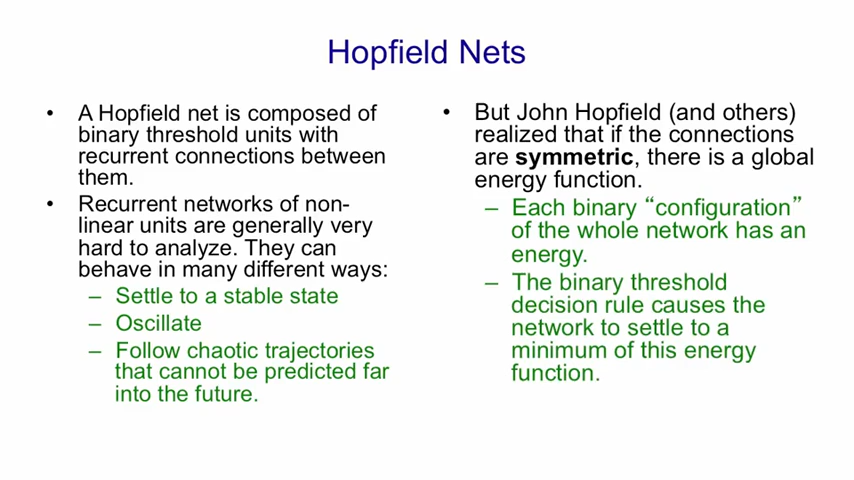 Hopfield Nets
• A Hopfield net is composed of
binary threshold units with
recurrent connections between
them.
• Recurrent networks of non-
linear units are generally very
hard to analyze. They can
behave in many different ways:
– Settle to a stable state
– Oscillate
– Follow chaotic trajectories
that cannot be predicted far
into the future.
• But John Hopfield (and others)
realized that if the connections
are symmetric, there is a global
energy function.
– Each binary “configuration”
of the whole network has an
energy.
– The binary threshold
decision rule causes the
network to settle to a
minimum of this energy
function.